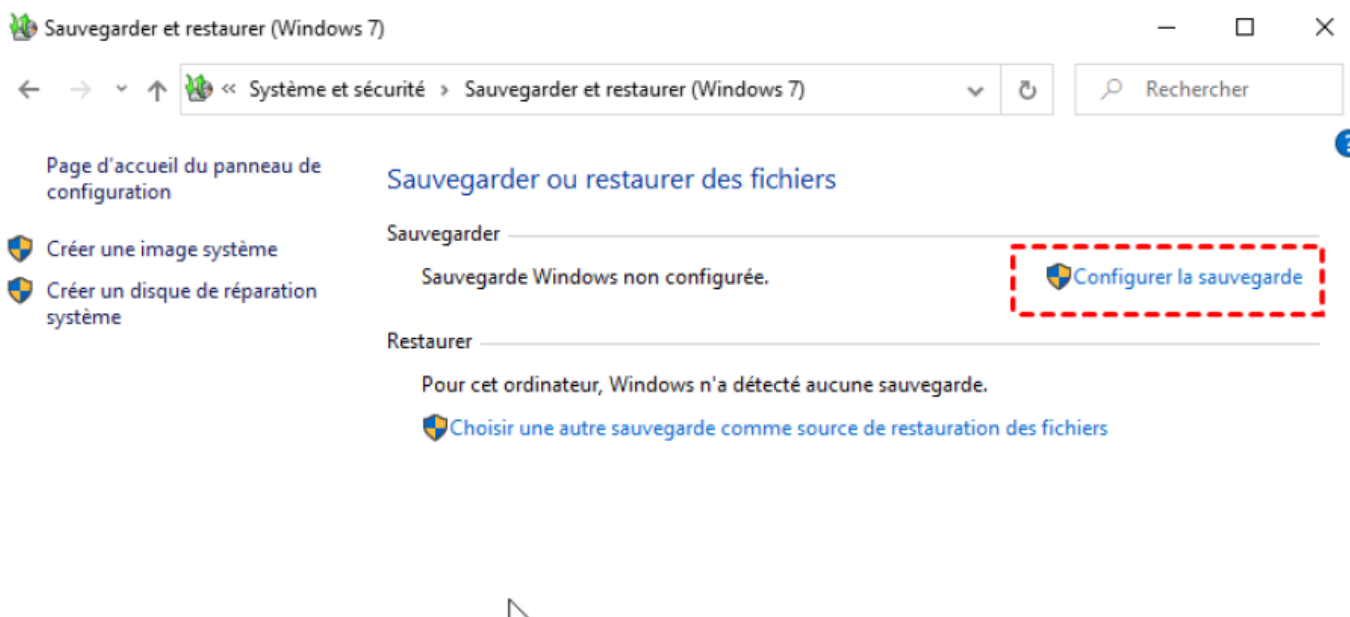 Sauvegarder et restaurer (Windows 7)
« Système et sécurité › Sauvegarder et restaurer (Windows 7)
Rechercher
Page d'accueil du panneau de
configuration
Créer une image système
Créer un disque de réparation
système
Sauvegarder ou restaurer des fichiers
Sauvegarder
Sauvegarde Windows non configurée.
Configurer la sauvegarde
Restaurer
Pour cet ordinateur, Windows n'a détecté aucune sauvegarde.
Choisir une autre sauvegarde comme source de restauration des fichiers